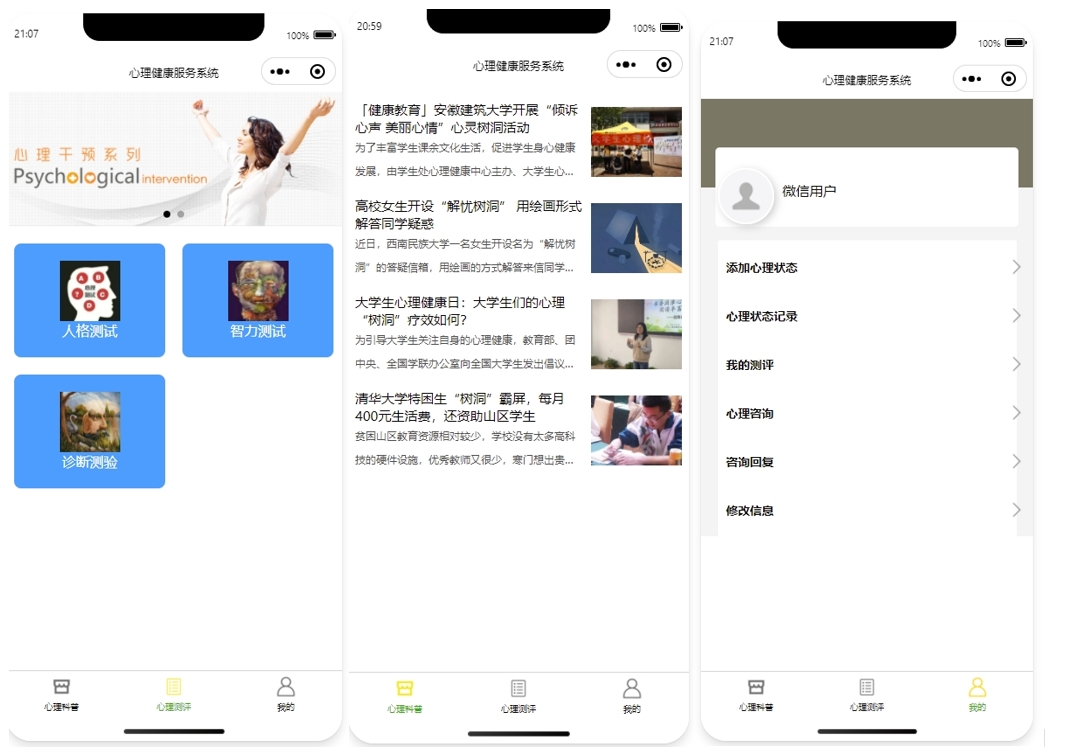 21:07
100%
心理健康服务系统
心理干预系列
Psychological intervention
人格测试
智力测试
诊断测验
心理科普
心理测评
我的
20:59
100%
心理健康服务系统
「健康教育」安徽建筑大学开展“倾诉
心声 美丽心情”心灵树洞活动
为了丰富学生课余文化生活，促进学生身心健康
发展，由学生处心理健康中心主办、大学生心...
高校女生开设“解忧树洞” 用绘画形式
解答同学疑惑
近日，西南民族大学一名女生开设名为“解忧树
洞”的答疑信箱，用绘画的方式解答来信同学...
大学生心理健康日：大学生们的心理
“树洞”疗效如何？
为引导大学生关注自身的心理健康，教育部、团
中央、全国学联办公室向全国大学生发出倡议...
清华大学特困生“树洞”霸屏，每月
400元生活费，还资助山区学生
贫困山区教育资源相对较少，学校没有太多高科
技的硬件设施，优秀教师又很少，寒门想出贵...
心理科普
心理测评
我的
21:07
100%
心理健康服务系统
微信用户
添加心理状态
心理状态记录
我的测评
心理咨询
咨询回复
修改信息
心理科普
心理测评
我的